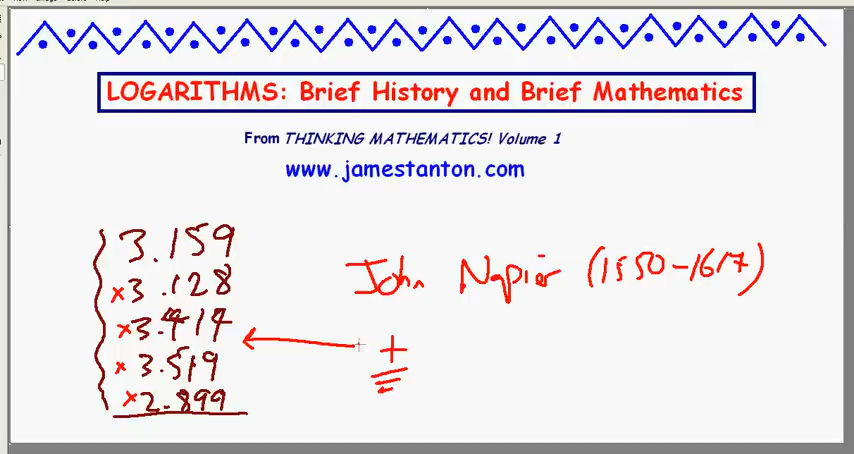 LOGARITHMS: Brief History and Brief Mathematics
From THINKING MATHEMATICS! Volume 1
www.jamestanton.com
3.159
×3.128
×3.414
×3.519
×2.899
John Napier (1550-1617)
+